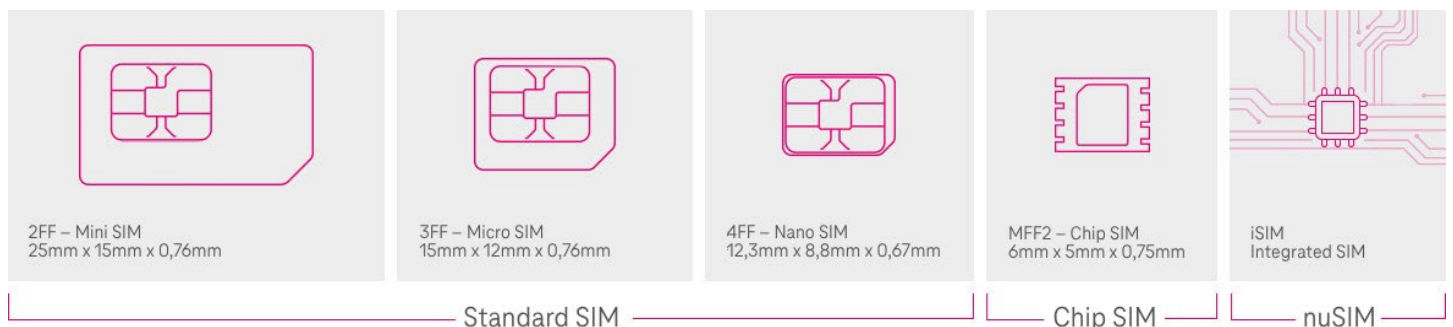 2FF – Mini SIM
25mm x 15mm x 0,76mm
3FF – Micro SIM
15mm x 12mm x 0,76mm
4FF – Nano SIM
12,3mm x 8,8mm x 0,67mm
MFF2 – Chip SIM
6mm x 5mm x 0,75mm
iSIM
Integrated SIM
Standard SIM
Chip SIM
nuSIM